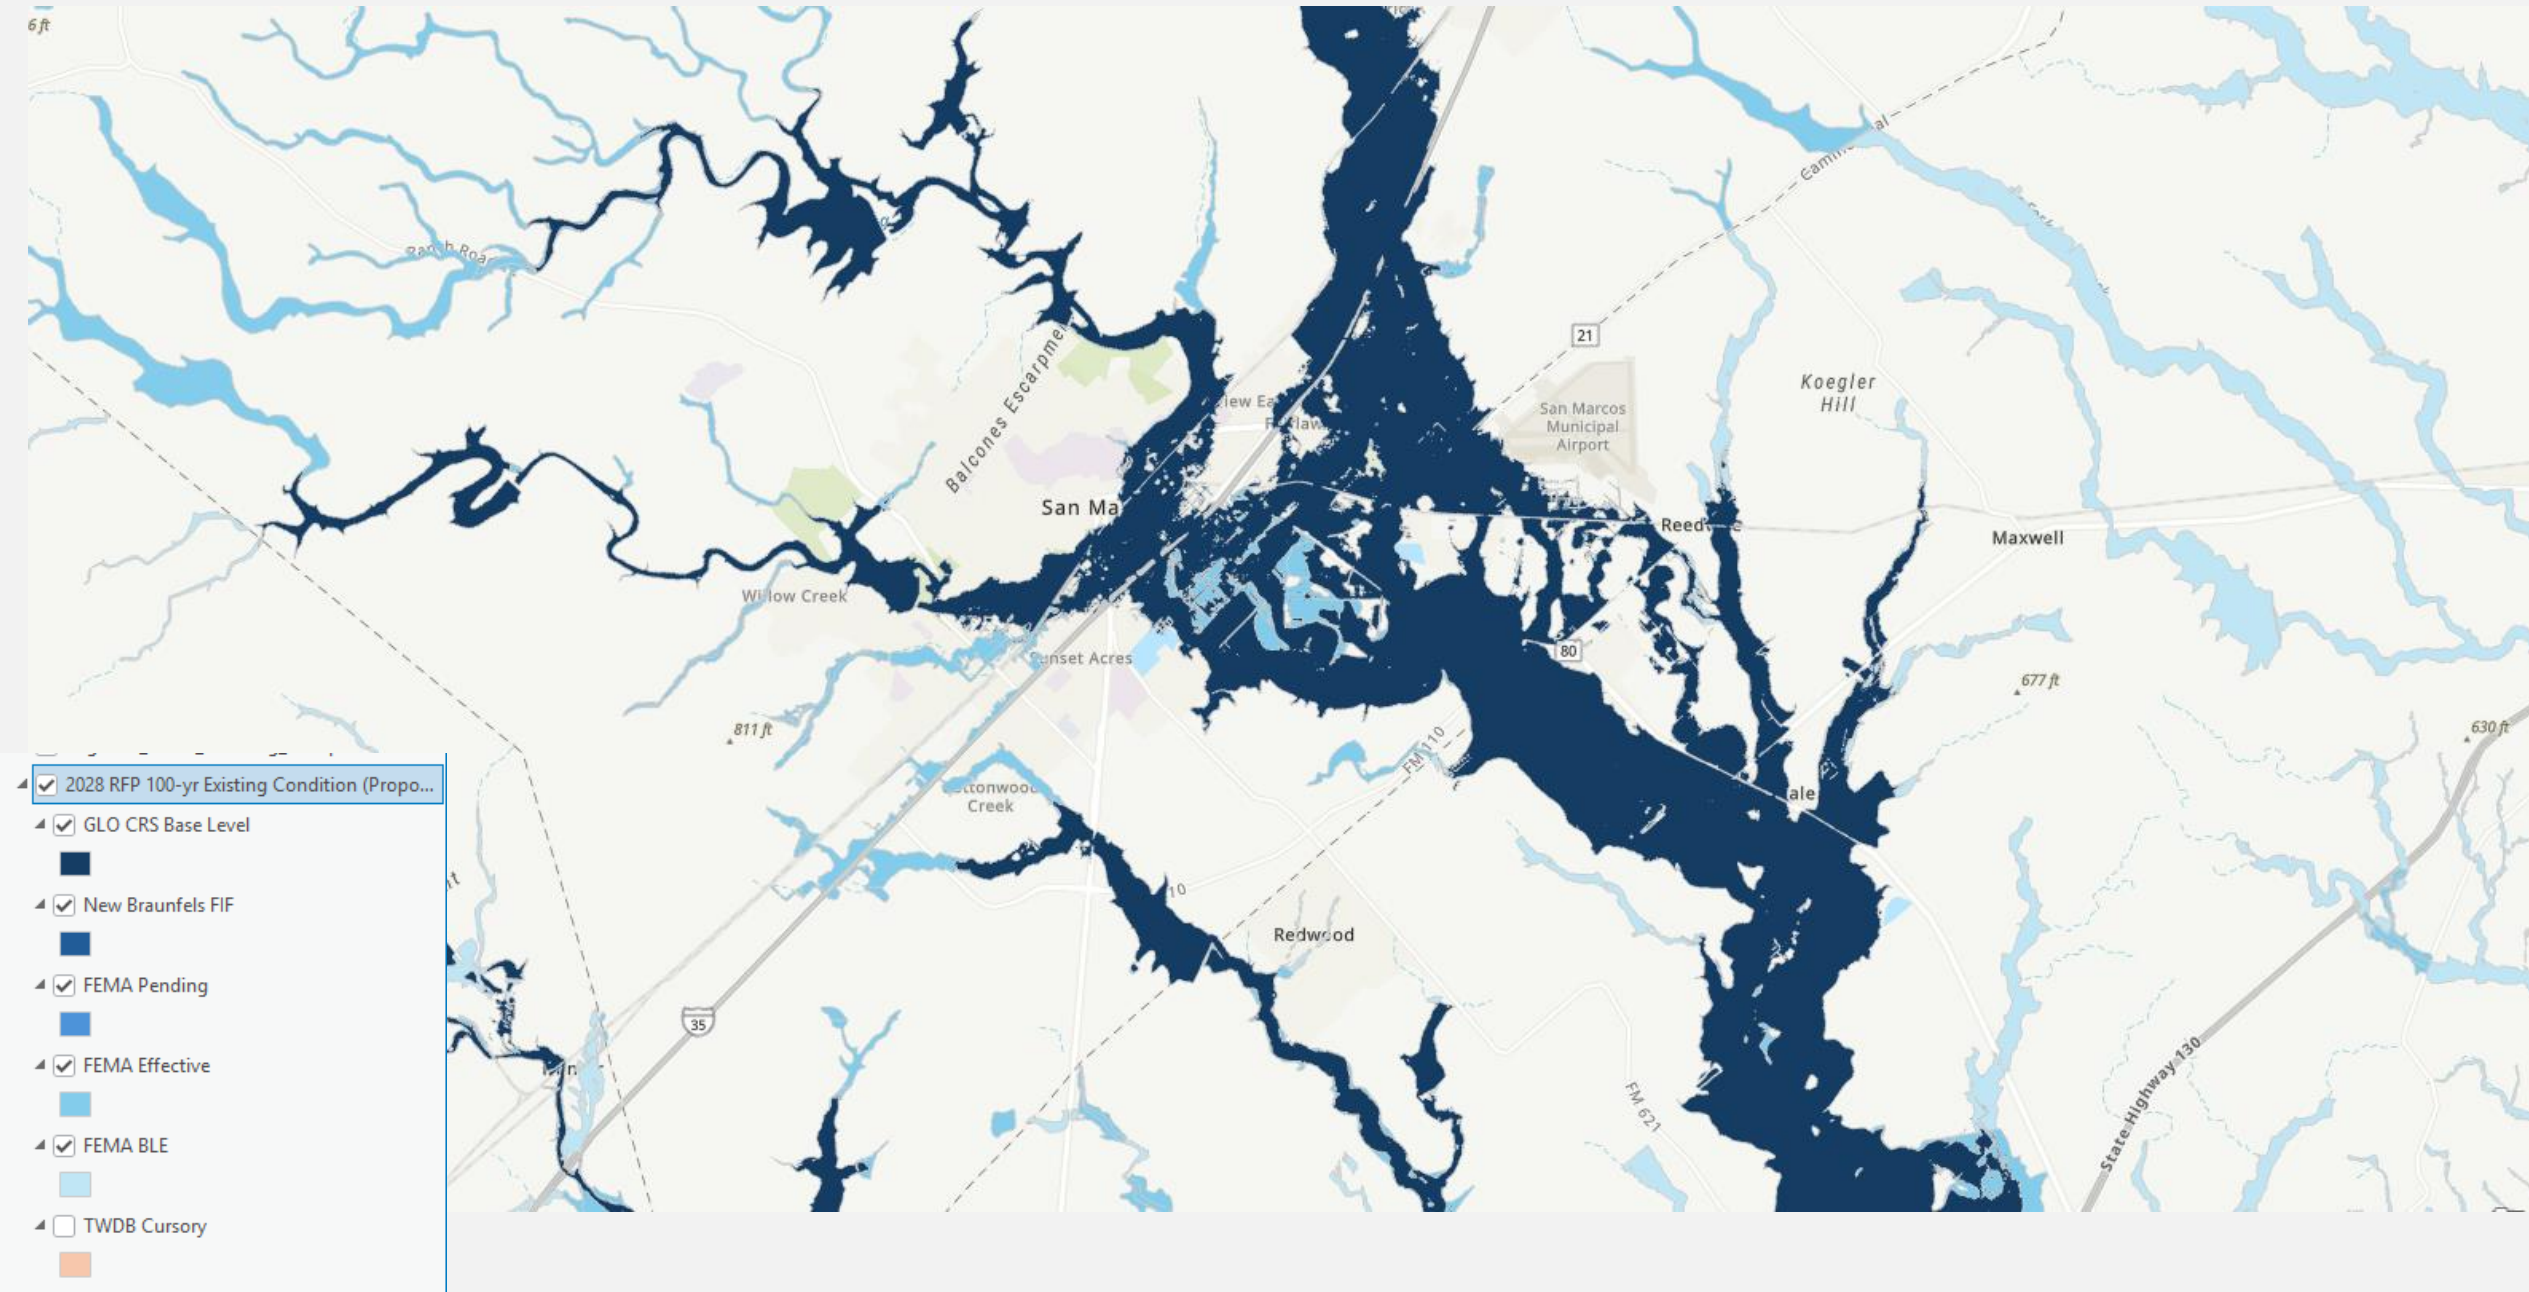 6 ft
Ranch Road
Balcones Escarpme
21
Koegler
Hill
San Marcos
Municipal
Airport
San Ma
Maxwell
Willow Creek
80
Sunset Acres
677 ft
811 ft
630 ft
FM 110
Cottonwood
Creek
ale
10
Redwood
35
FM 621
State Highway 130
2028 RFP 100-yr Existing Condition (Propo...
GLO CRS Base Level
New Braunfels FIF
FEMA Pending
FEMA Effective
FEMA BLE
TWDB Cursory